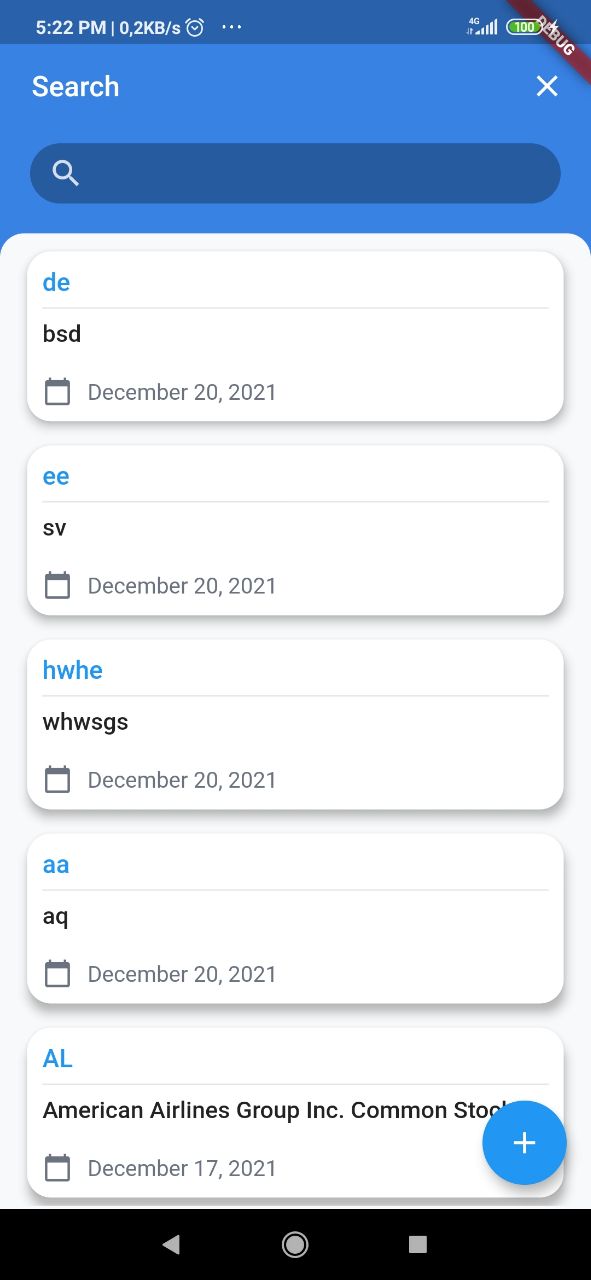 5:22 PM | 0,2KB/s ...
4G
100
DEBUG
Search
de
bsd
December 20, 2021
ee
sv
December 20, 2021
hwhe
whwsgs
December 20, 2021
aa
aq
December 20, 2021
AL
American Airlines Group Inc. Common
December 17, 2021
+